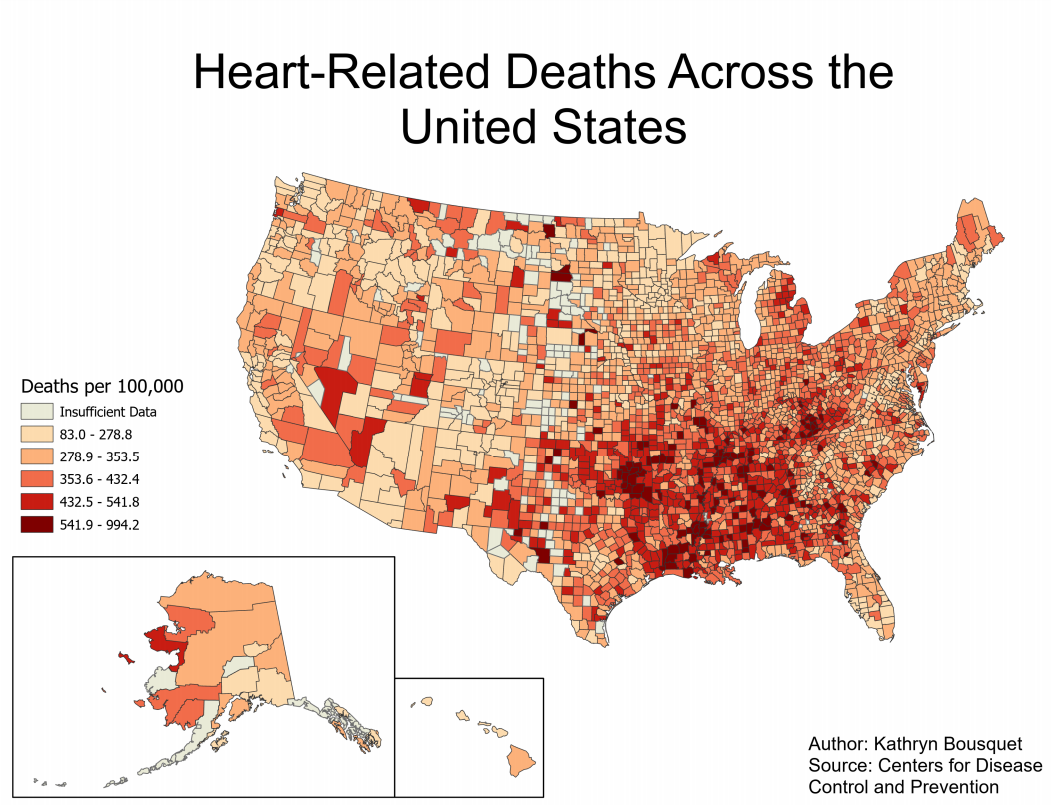 Heart-Related Deaths Across the
United States
Deaths per 100,000
Insufficient Data
83.0 - 278.8
278.9 - 353.5
353.6 - 432.4
432.5 - 541.8
541.9 - 994.2
Author: Kathryn Bousquet
Source: Centers for Disease
Control and Prevention